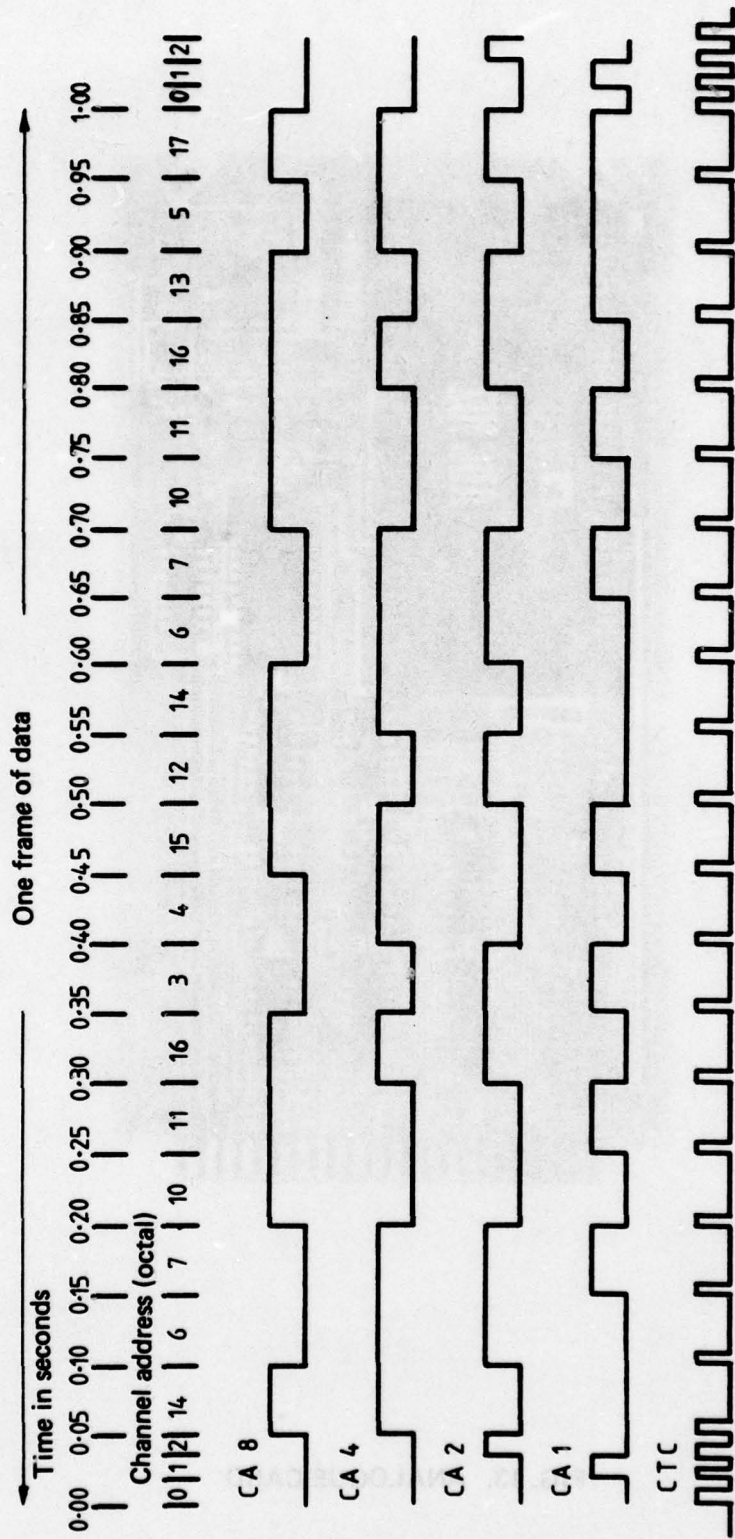 One frame of data
Time in seconds
0·00 0·05 0·10 0·15 0·20 0·25 0·30 0·35 0·40 0·45 0·50 0·55 0·60 0·65 0·70 0·75 0·80 0·85 0·90 0·95 1·00
Channel address (octal)
0 1 2 14 6 7 10 11 16 3 4 15 12 14 6 7 10 11 16 13 5 17 0 1 2
CA 8
CA 4
CA 2
CA 1
CTC